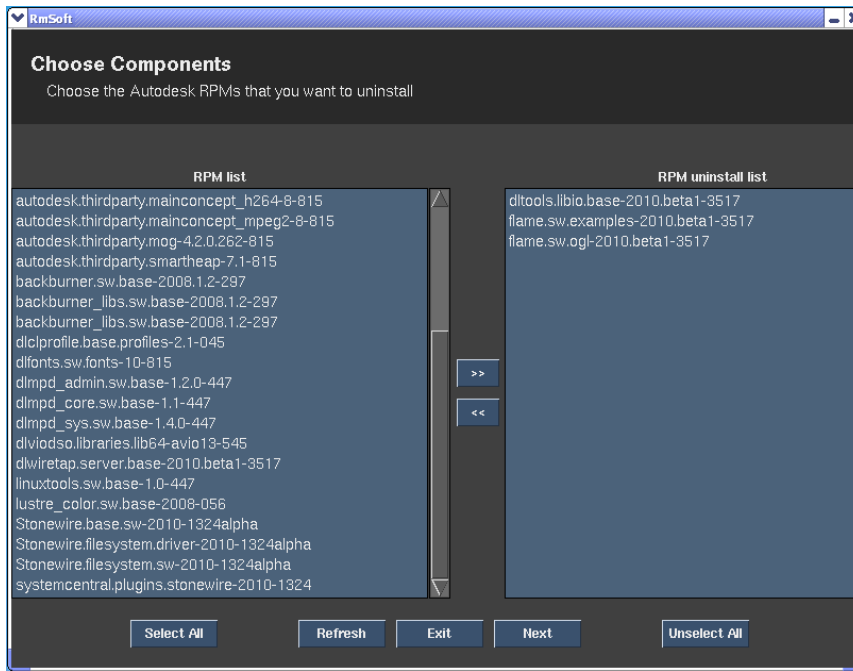 RmSoft
Choose Components
Choose the Autodesk RPMs that you want to uninstall
RPM list
autodesk.thirdparty.mainconcept_h264-8-815
autodesk.thirdparty.mainconcept_mpeg2-8-815
autodesk.thirdparty.mog-4.2.0.262-815
autodesk.thirdparty.smartheap-7.1-815
backburner.sw.base-2008.1.2-297
backburner_libs.sw.base-2008.1.2-297
backburner_libs.sw.base-2008.1.2-297
dlclprofile.base.profiles-2.1-045
dlfonts.sw.fonts-10-815
dlmpd_admin.sw.base-1.2.0-447
dlmpd_core.sw.base-1.1-447
dlmpd_sys.sw.base-1.4.0-447
dlviodso.libraries.lib64-avio13-545
dlwiretap.server.base-2010.beta1-3517
linuxtools.sw.base-1.0-447
lustre_color.sw.base-2008-056
Stonewire.base.sw-2010-1324alpha
Stonewire.filesystem.driver-2010-1324alpha
Stonewire.filesystem.sw-2010-1324alpha
systemcentral.plugins.stonewire-2010-1324
>>
<<
RPM uninstall list
dltools.libio.base-2010.beta1-3517
flame.sw.examples-2010.beta1-3517
flame.sw.ogl-2010.beta1-3517
Select All
Refresh
Exit
Next
Unselect All